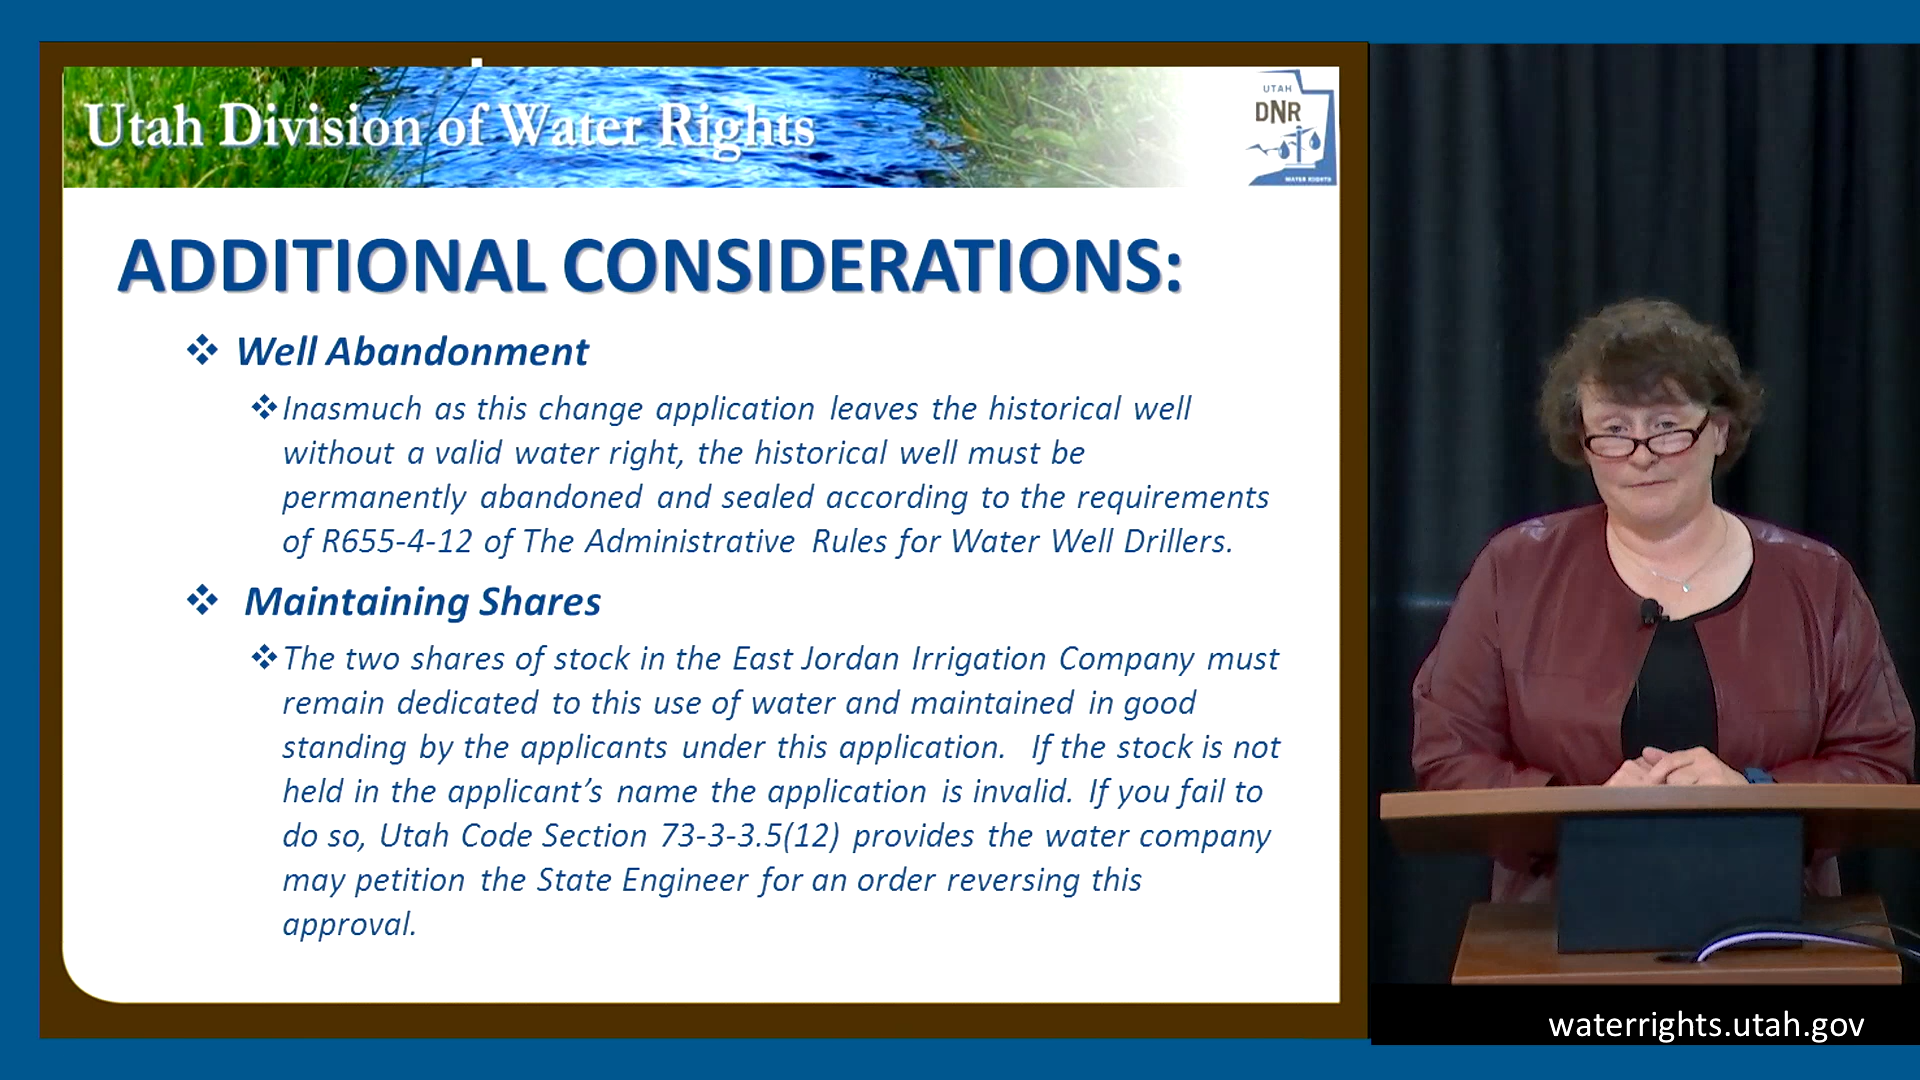 Utah Division of Water Rights
UTAH
DNR
WATER RIGHTS
ADDITIONAL CONSIDERATIONS:
Well Abandonment
Inasmuch as this change application leaves the historical well
without a valid water right, the historical well must be
permanently abandoned and sealed according to the requirements
of R655-4-12 of The Administrative Rules for Water Well Drillers.
Maintaining Shares
The two shares of stock in the East Jordan Irrigation Company must
remain dedicated to this use of water and maintained in good
standing by the applicants under this application. If the stock is not
held in the applicant’s name the application is invalid. If you fail to
do so, Utah Code Section 73-3-3.5(12) provides the water company
may petition the State Engineer for an order reversing this
approval.
waterrights.utah.gov